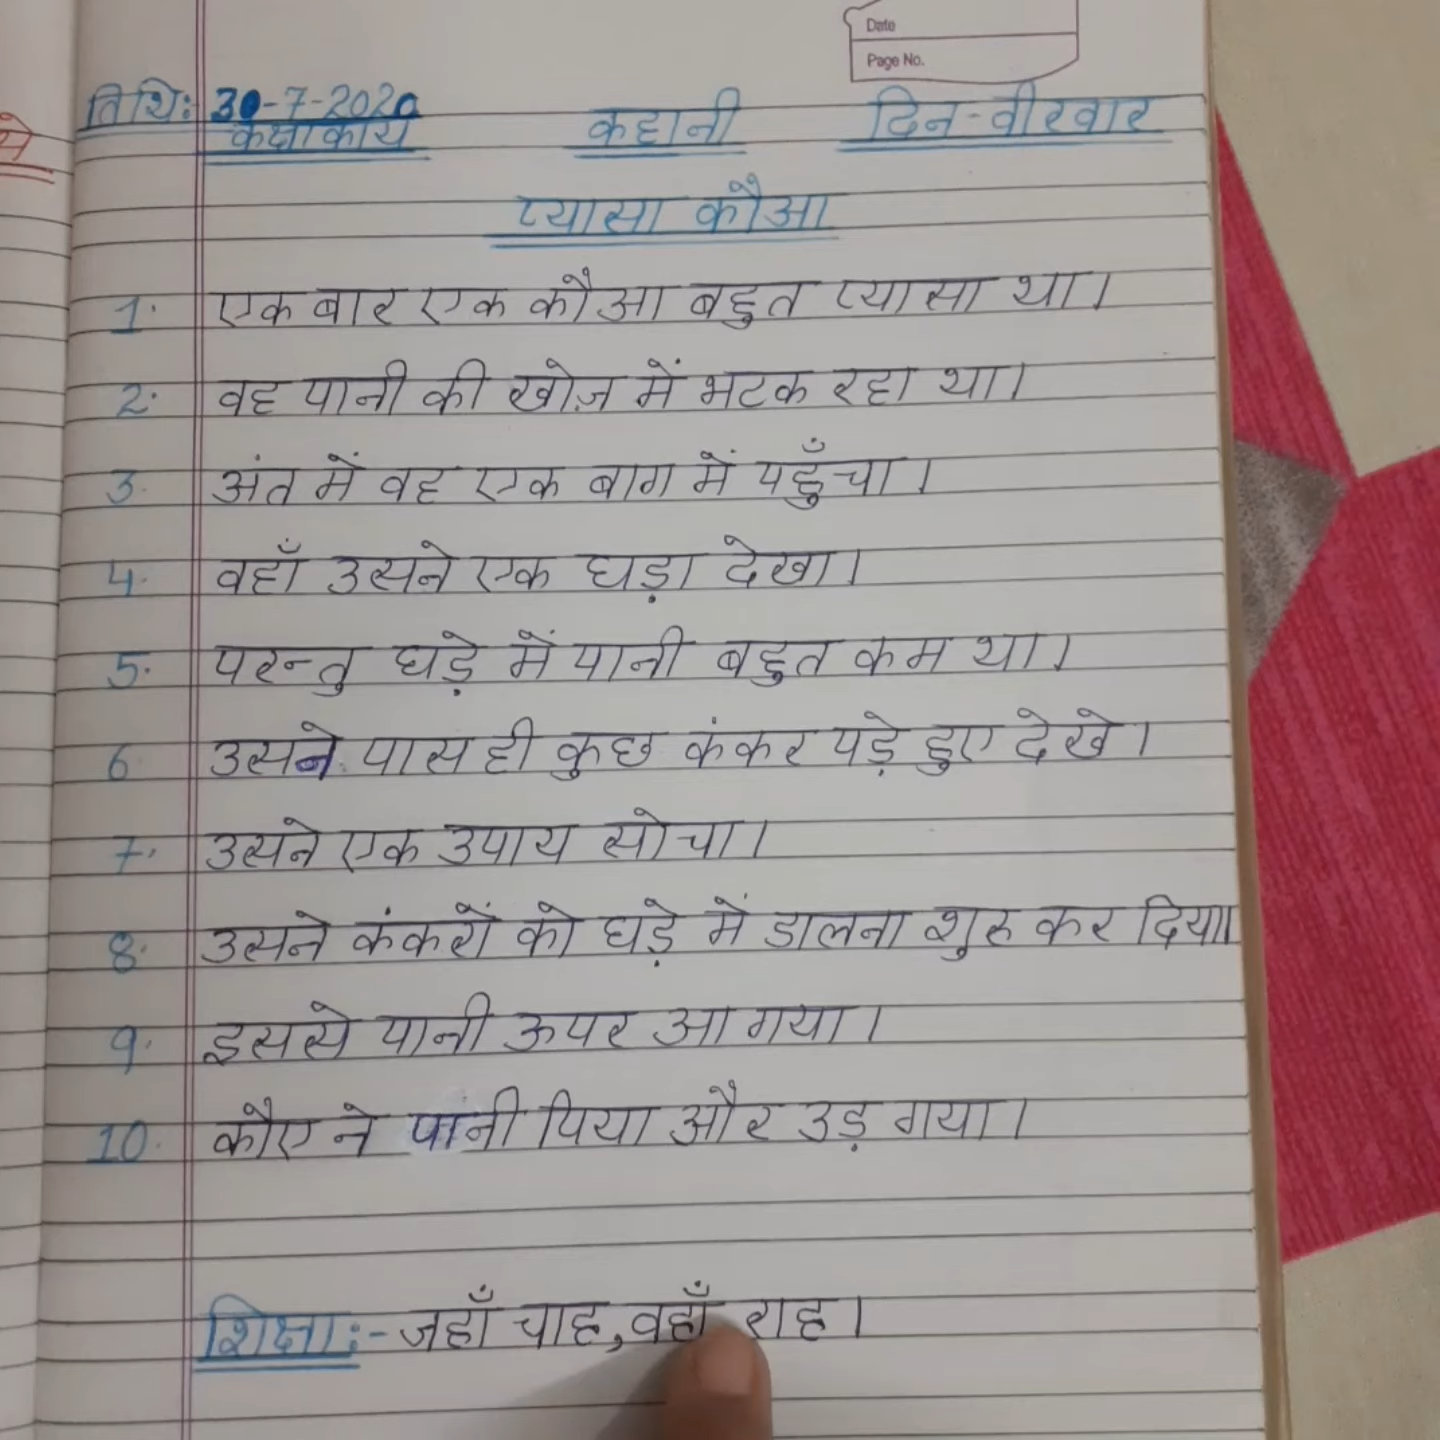 Date
Page No.
तिथि: 30-7-2020 कहानी दिन-वीरवार
कक्षाकार्य
प्यासा कौआ
1. एक बार एक कौआ बहुत प्यासा था।
2. वह पानी की खोज़ में भटक रहा था।
3. अंत में वह एक बाग में पहुँचा।
4. वहाँ उसने एक घड़ा देखा।
5. परन्तु घड़े में पानी बहुत कम था।
6. उसने पास ही कुछ कंकर पड़े हुए देखे।
7. उसने एक उपाय सोचा।
8. उसने कंकरों को घड़े में डालना शुरु कर दिया।
9. इससे पानी ऊपर आ गया।
10. कौए ने पानी पिया और उड़ गया।
शिक्षा:- जहाँ चाह, वहाँ राह।